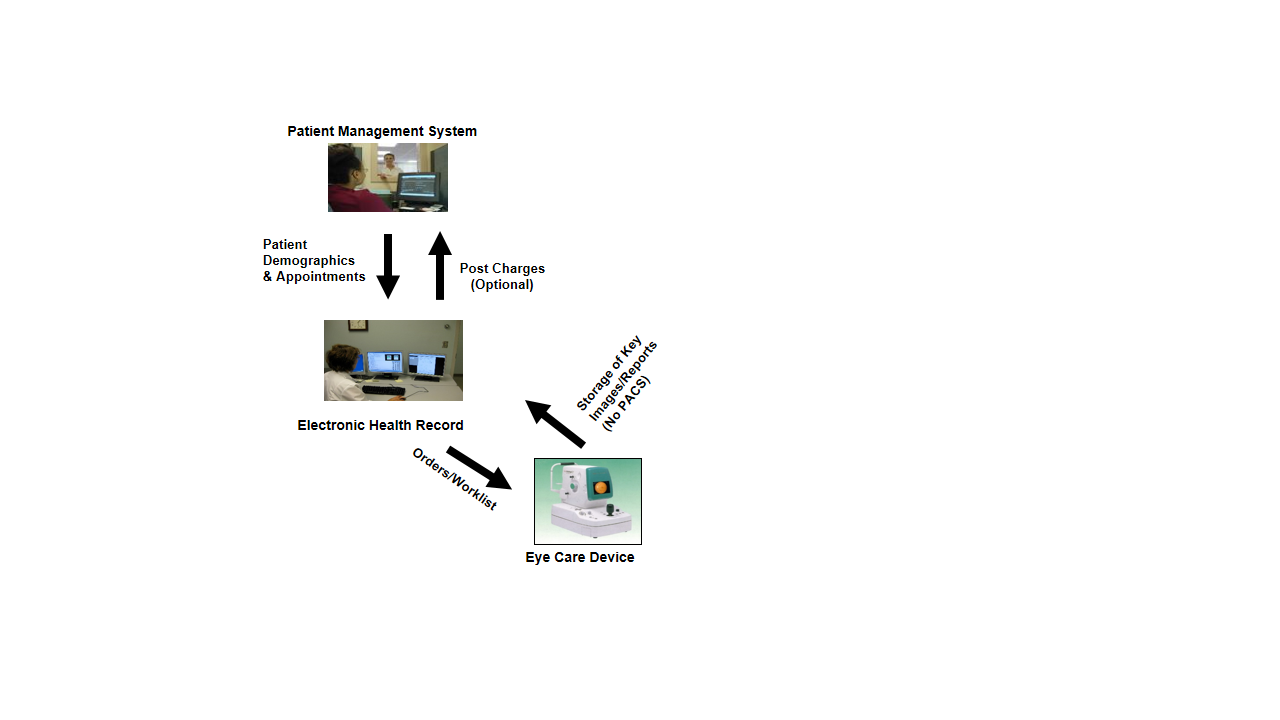 Patient Management System
Patient
Demographics
& Appointments
Post Charges
(Optional)
Storage of Key
Images/Reports
(No PACS)
Electronic Health Record
Orders/Worklist
Eye Care Device